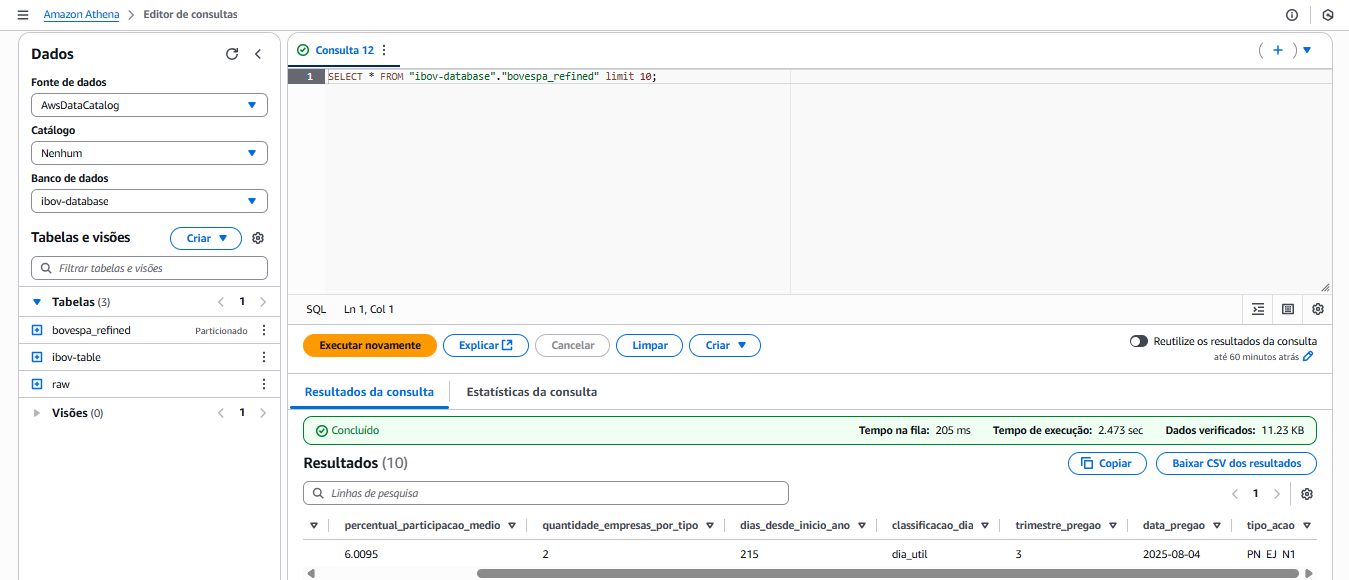 Amazon Athena > Editor de consultas
Dados
Fonte de dados
AwsDataCatalog
Catálogo
Nenhum
Banco de dados
ibov-database
Tabelas e visões
Criar
Filtrar tabelas e visões
Tabelas (3) < 1 >
bovespa_refined Particionado
ibov-table
raw
Visões (0) < 1 >
Consulta 12
1 SELECT * FROM "ibov-database"."bovespa_refined" limit 10;
SQL Ln 1, Col 1
Executar novamente Explicar Cancelar Limpar Criar
Reutilize os resultados da consulta
até 60 minutos atrás
Resultados da consulta Estatísticas da consulta
Concluído Tempo na fila: 205 ms Tempo de execução: 2.473 sec Dados verificados: 11.23 KB
Resultados (10) Copiar Baixar CSV dos resultados
Linhas de pesquisa < 1 >
percentual_participacao_medio quantidade_empresas_por_tipo dias_desde_inicio_ano classificacao_dia trimestre_pregao data_pregao tipo_acao
6.0095 2 215 dia_util 3 2025-08-04 PN EJ N1